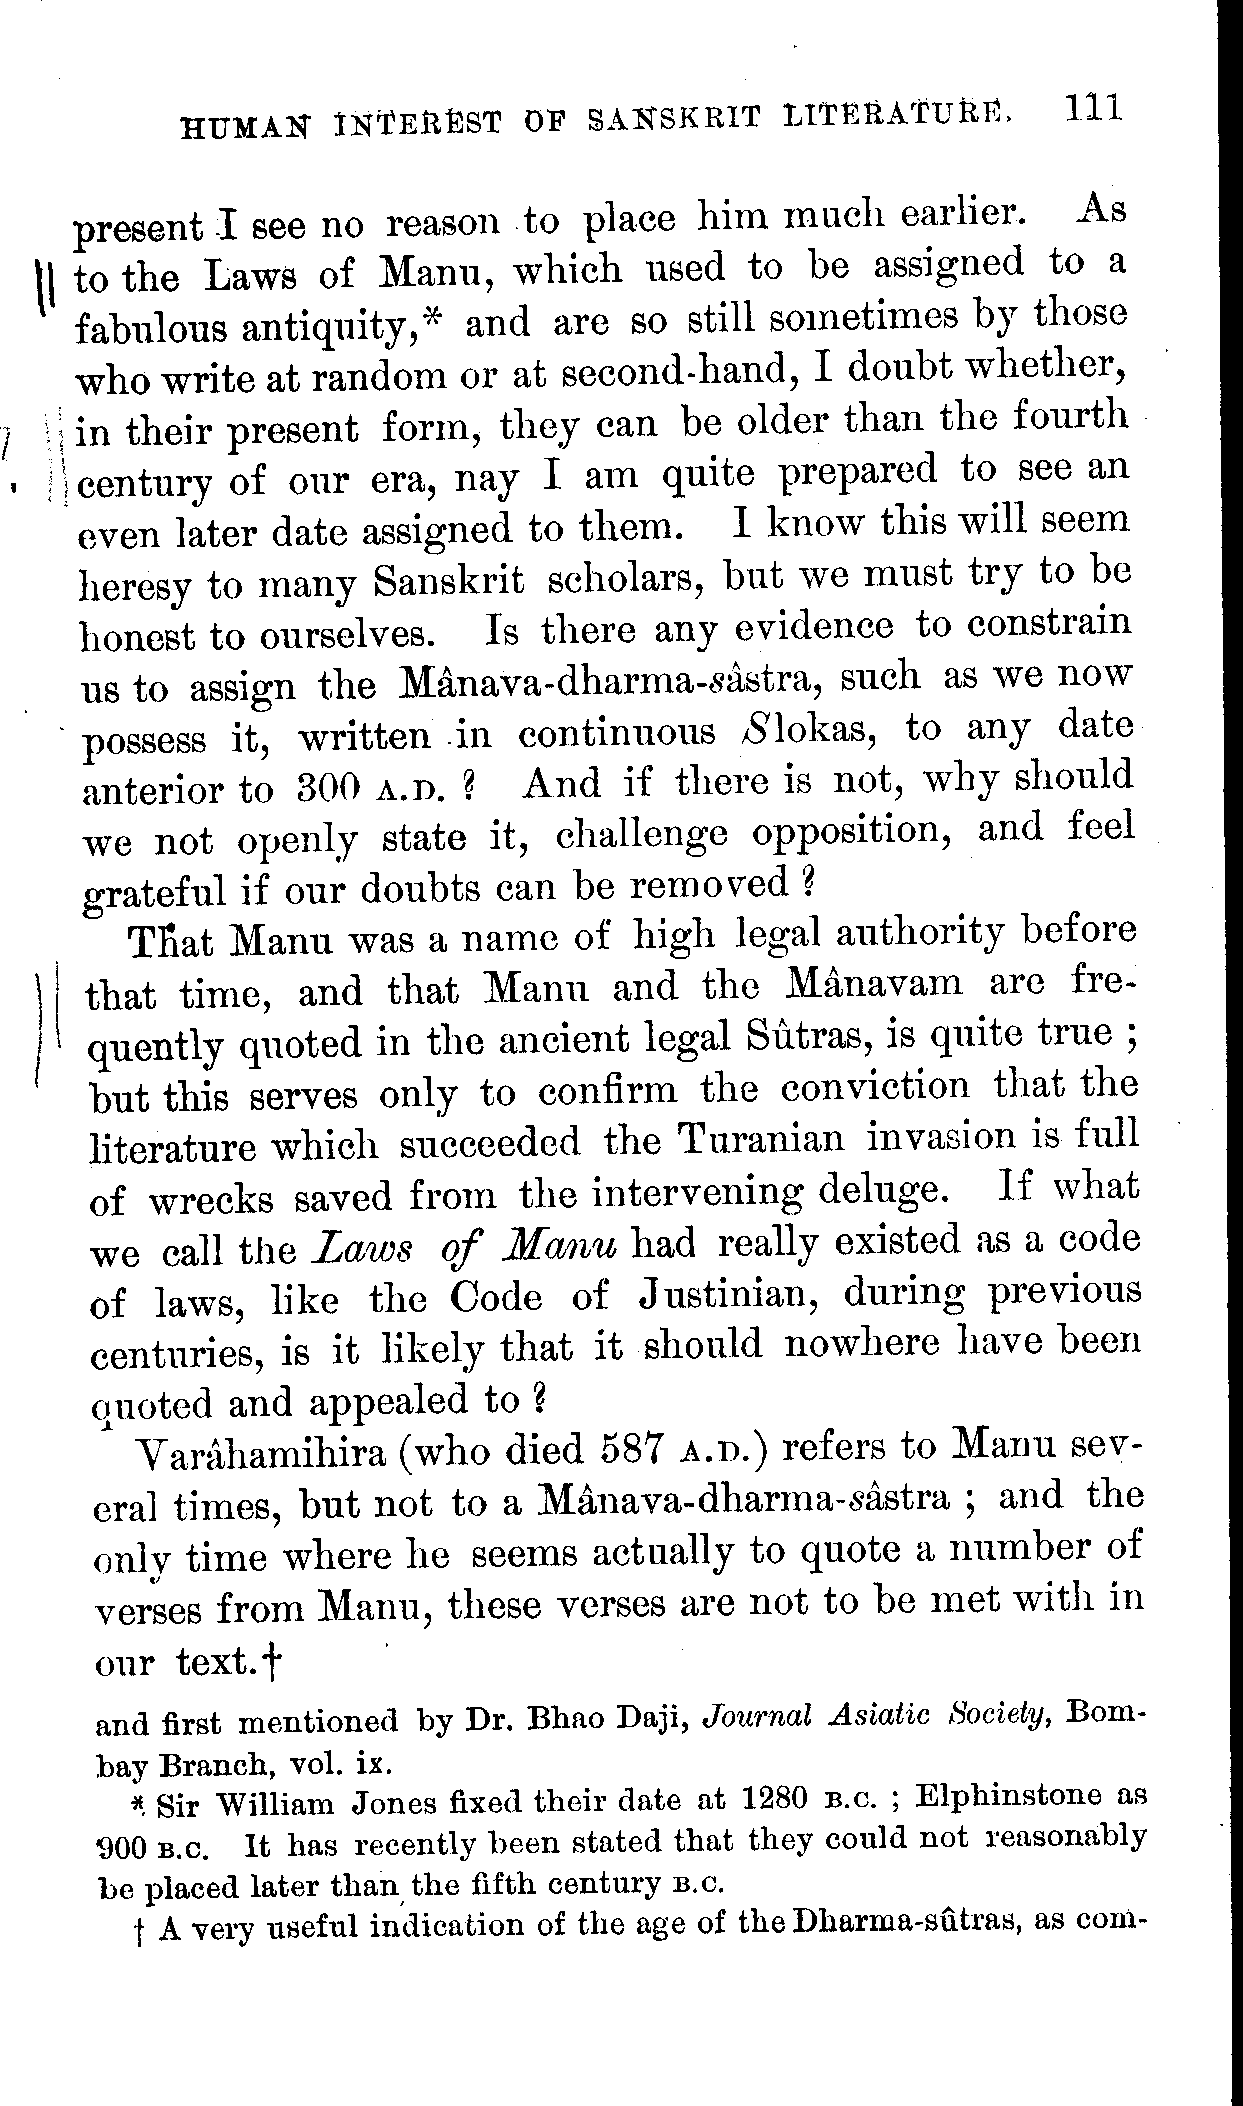 HUMAN INTEREST OF SANSKRIT LITERATURE. 111
present I see no reason to place him much earlier. As
to the Laws of Manu, which used to be assigned to a
fabulous antiquity,* and are so still sometimes by those
who write at random or at second-hand, I doubt whether,
in their present form, they can be older than the fourth
century of our era, nay I am quite prepared to see an
even later date assigned to them. I know this will seem
heresy to many Sanskrit scholars, but we must try to be
honest to ourselves. Is there any evidence to constrain
us to assign the Mânava-dharma-sâstra, such as we now
possess it, written in continuous Slokas, to any date
anterior to 300 A.D. ? And if there is not, why should
we not openly state it, challenge opposition, and feel
grateful if our doubts can be removed ?
That Manu was a name of high legal authority before
that time, and that Manu and the Mânavam are fre-
quently quoted in the ancient legal Sûtras, is quite true ;
but this serves only to confirm the conviction that the
literature which succeeded the Turanian invasion is full
of wrecks saved from the intervening deluge. If what
we call the Laws of Manu had really existed as a code
of laws, like the Code of Justinian, during previous
centuries, is it likely that it should nowhere have been
quoted and appealed to ?
Varâhamihira (who died 587 A.D.) refers to Manu sev-
eral times, but not to a Mânava-dharma-sâstra ; and the
only time where he seems actually to quote a number of
verses from Manu, these verses are not to be met with in
our text.†
and first mentioned by Dr. Bhao Daji, Journal Asiatic Society, Bom-
bay Branch, vol. ix.
* Sir William Jones fixed their date at 1280 B.C. ; Elphinstone as
900 B.C. It has recently been stated that they could not reasonably
be placed later than the fifth century B.C.
† A very useful indication of the age of the Dharma-sûtras, as com-